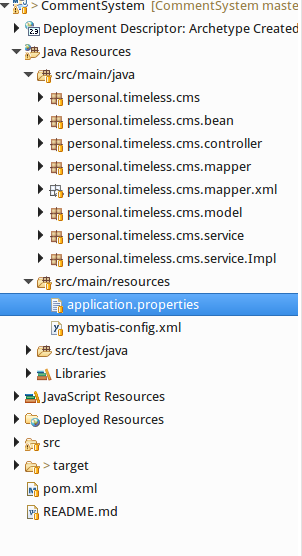 > CommentSystem [CommentSystem maste
Deployment Descriptor: Archetype Created
Java Resources
src/main/java
personal.timeless.cms
personal.timeless.cms.bean
personal.timeless.cms.controller
personal.timeless.cms.mapper
personal.timeless.cms.mapper.xml
personal.timeless.cms.model
personal.timeless.cms.service
personal.timeless.cms.service.Impl
src/main/resources
application.properties
mybatis-config.xml
src/test/java
Libraries
JavaScript Resources
Deployed Resources
src
> target
pom.xml
README.md